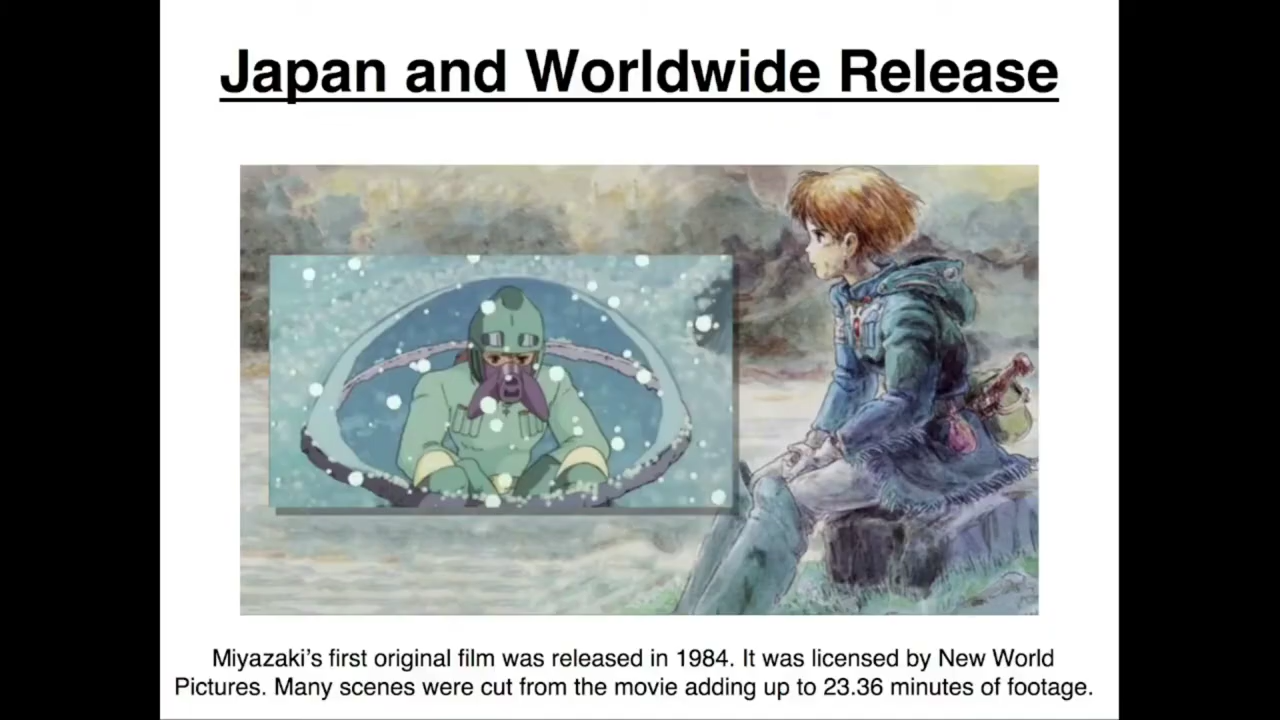 Japan and Worldwide Release
Miyazaki’s first original film was released in 1984. It was licensed by New World
Pictures. Many scenes were cut from the movie adding up to 23.36 minutes of footage.